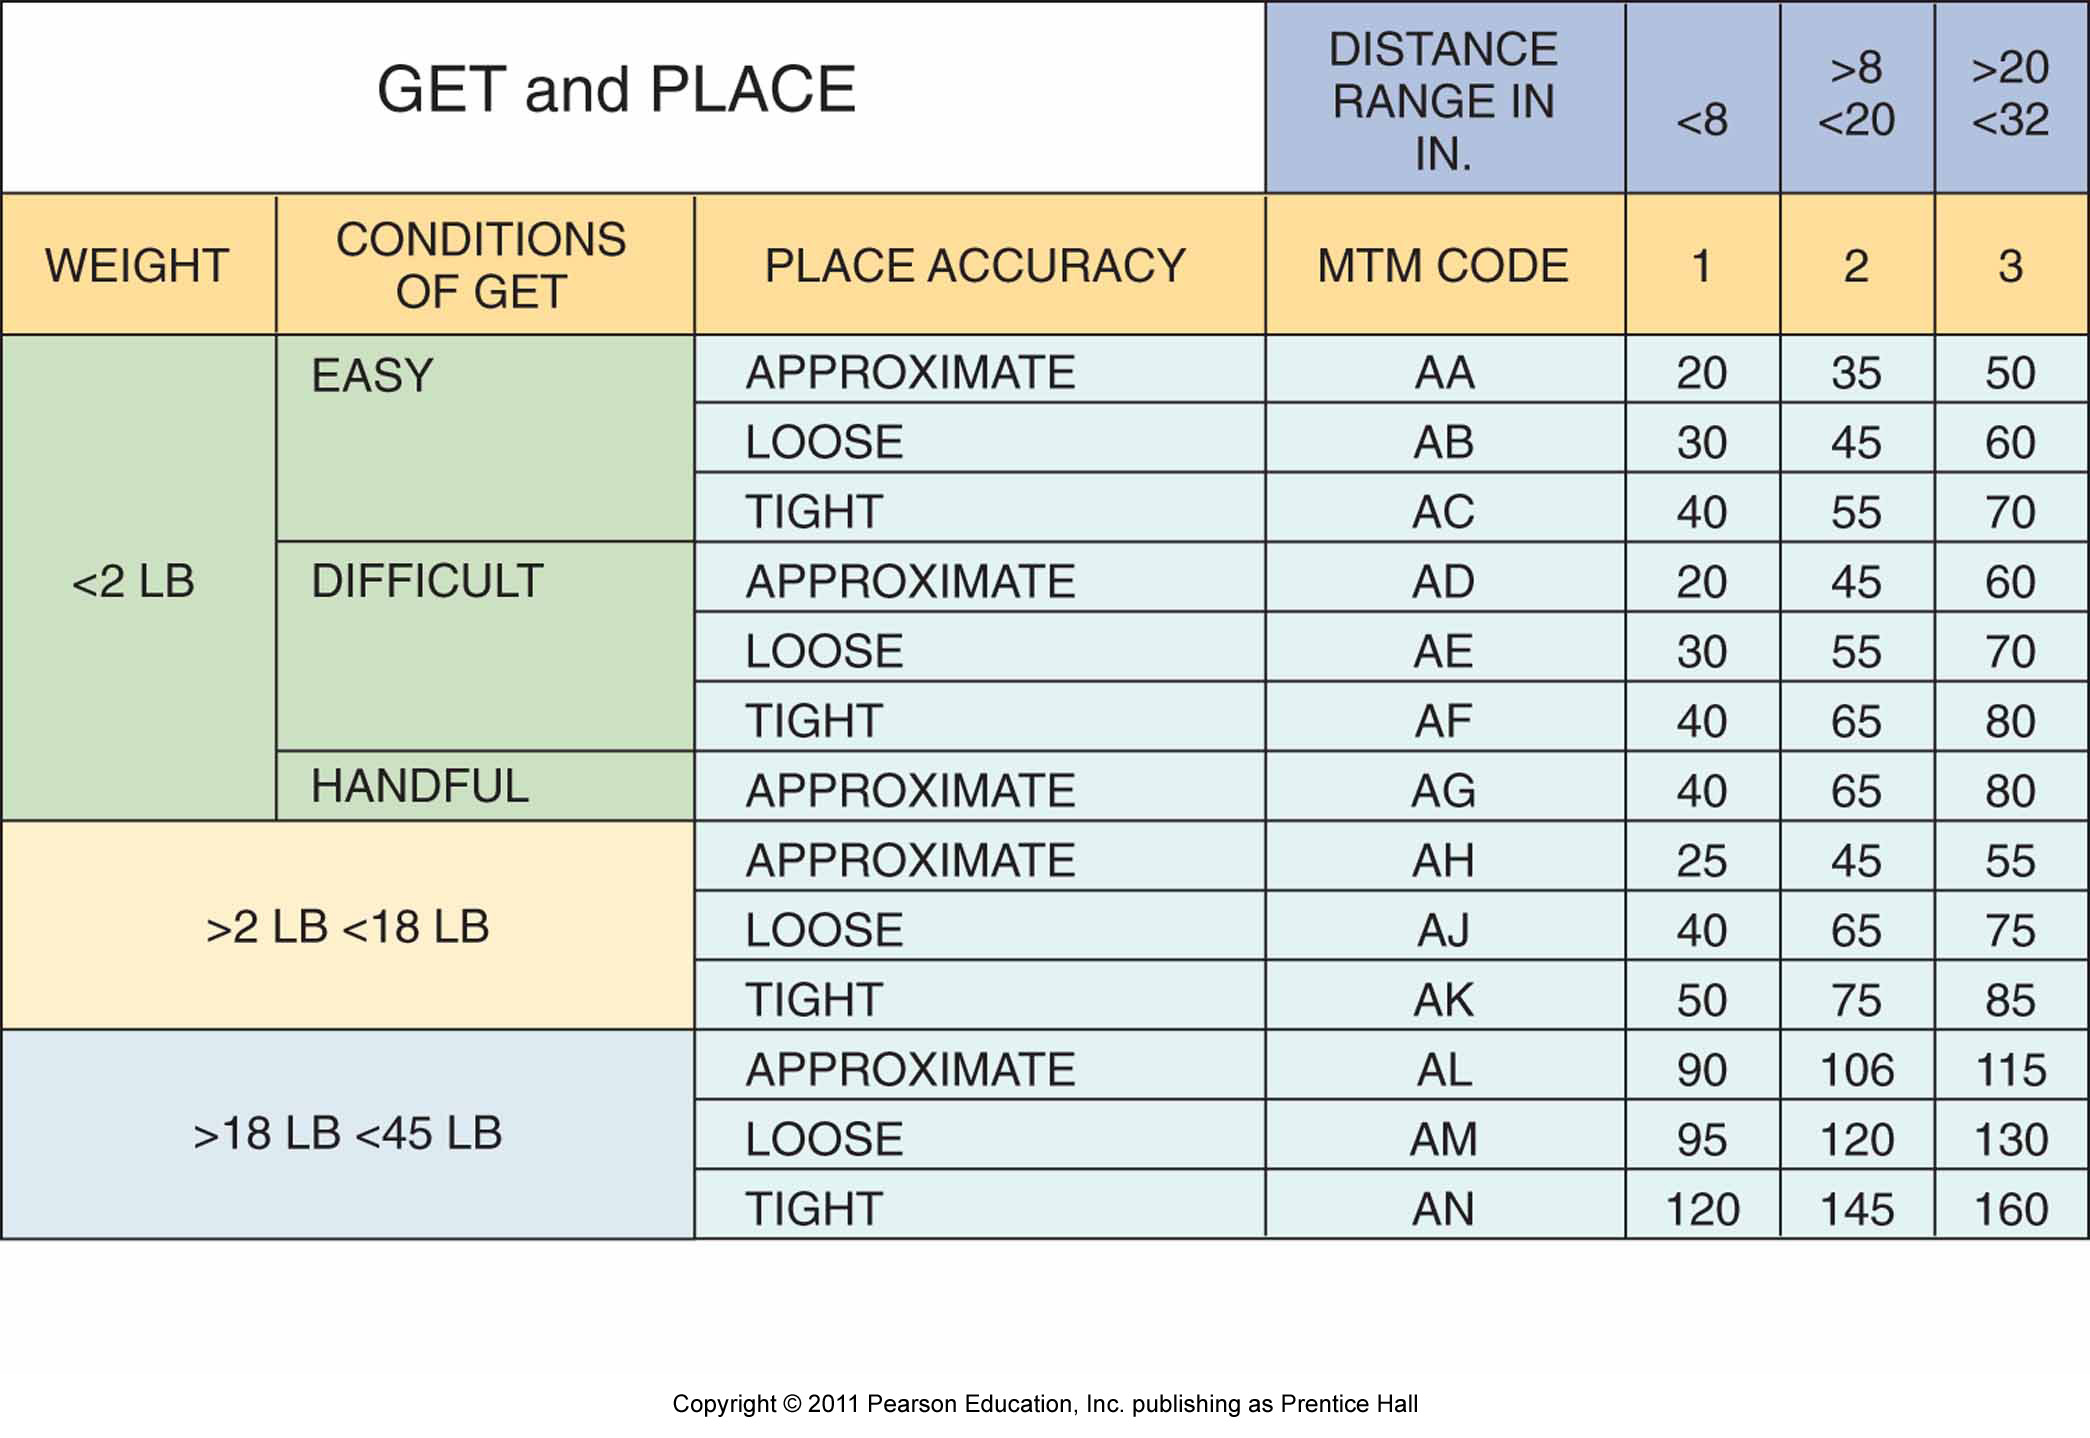 GET and PLACE
DISTANCE
RANGE IN
IN.
<8
>8
<20
>20
<32
WEIGHT
CONDITIONS
OF GET
PLACE ACCURACY
MTM CODE
1
2
3
<2 LB
EASY
APPROXIMATE AA 20 35 50
LOOSE AB 30 45 60
TIGHT AC 40 55 70
DIFFICULT
APPROXIMATE AD 20 45 60
LOOSE AE 30 55 70
TIGHT AF 40 65 80
HANDFUL
APPROXIMATE AG 40 65 80
>2 LB <18 LB
APPROXIMATE AH 25 45 55
LOOSE AJ 40 65 75
TIGHT AK 50 75 85
>18 LB <45 LB
APPROXIMATE AL 90 106 115
LOOSE AM 95 120 130
TIGHT AN 120 145 160
Copyright © 2011 Pearson Education, Inc. publishing as Prentice Hall